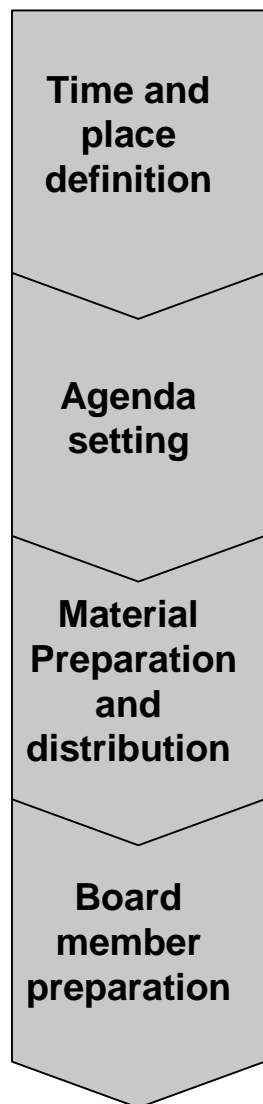 Time and
place
definition
Agenda
setting
Material
Preparation
and
distribution
Board
member
preparation